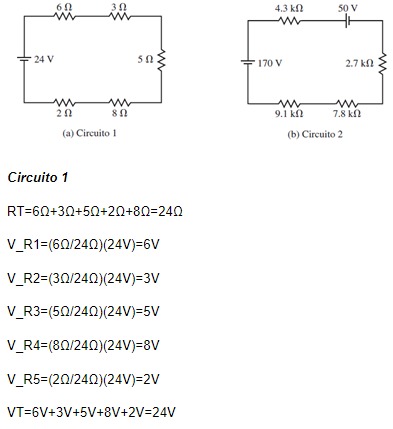 6 Ω 3 Ω
24 V
5 Ω
2 Ω 8 Ω
(a) Circuito 1
4.3 kΩ 50 V
170 V
2.7 kΩ
9.1 kΩ 7.8 kΩ
(b) Circuito 2
Circuito 1
RT=6Ω+3Ω+5Ω+2Ω+8Ω=24Ω
V_R1=(6Ω/24Ω)(24V)=6V
V_R2=(3Ω/24Ω)(24V)=3V
V_R3=(5Ω/24Ω)(24V)=5V
V_R4=(8Ω/24Ω)(24V)=8V
V_R5=(2Ω/24Ω)(24V)=2V
VT=6V+3V+5V+8V+2V=24V